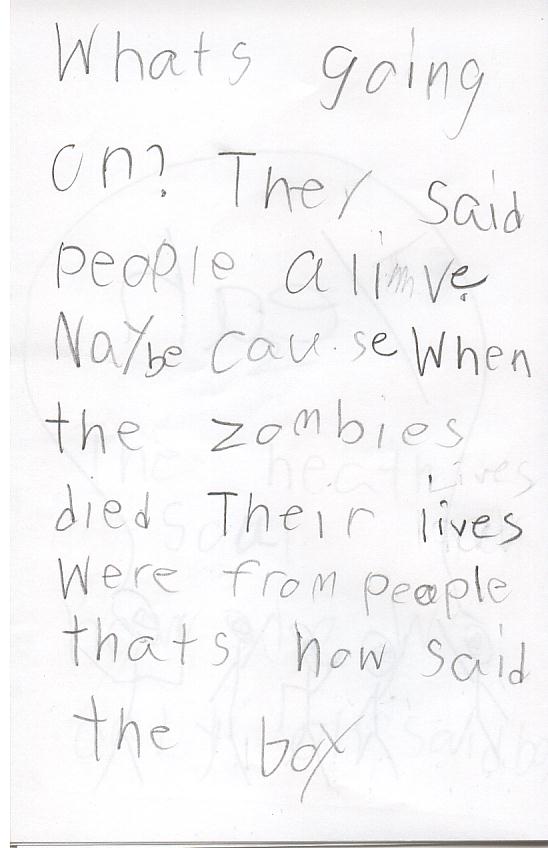 Whats going
on? They said
people alive.
Naybe cause When
the zombies
died Their lives
Were from people
thats how said
the box